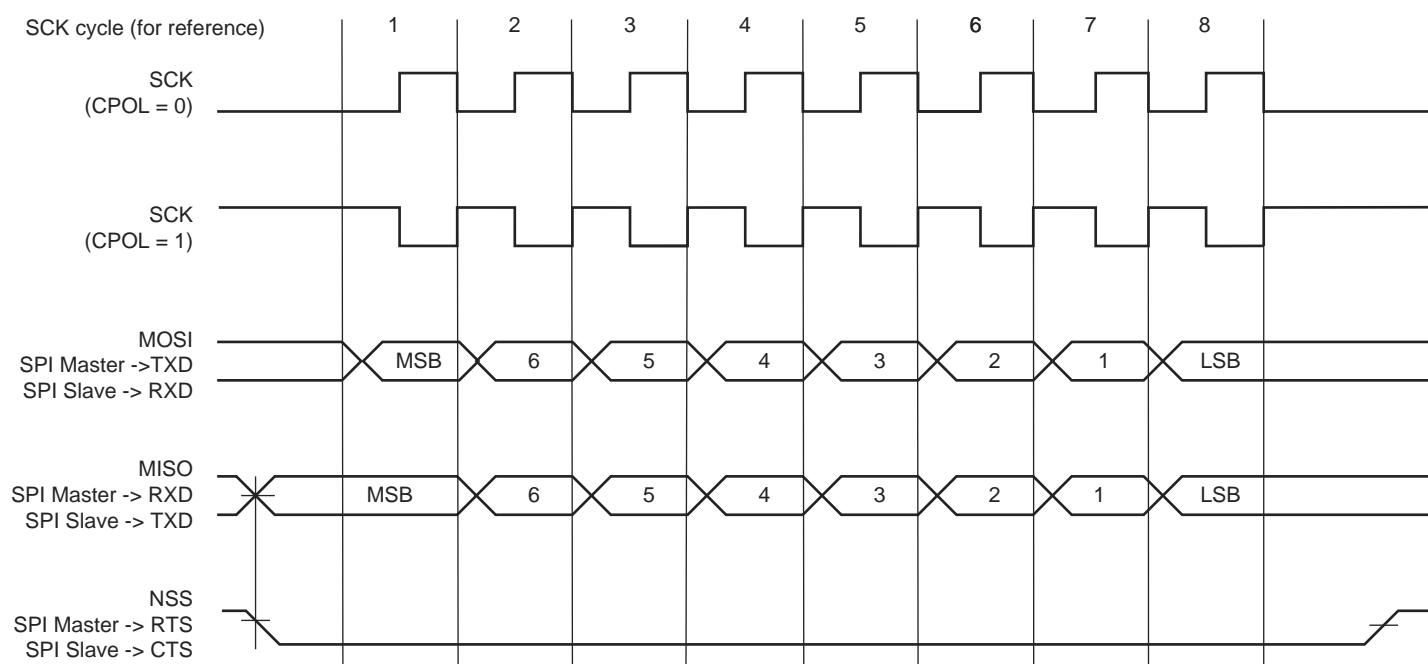 SCK cycle (for reference) 1 2 3 4 5 6 7 8
SCK
(CPOL = 0)
SCK
(CPOL = 1)
MOSI
SPI Master ->TXD
SPI Slave -> RXD
MSB 6 5 4 3 2 1 LSB
MISO
SPI Master -> RXD
SPI Slave -> TXD
MSB 6 5 4 3 2 1 LSB
NSS
SPI Master -> RTS
SPI Slave -> CTS